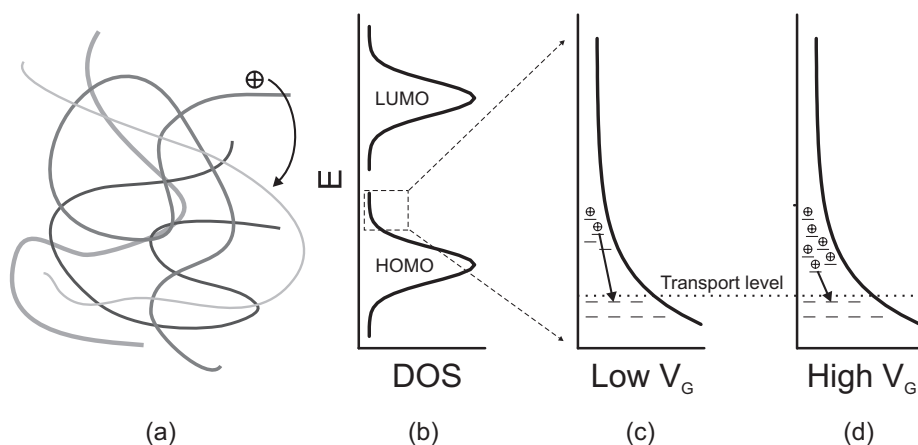 LUMO
E
HOMO
Transport level
DOS
Low V_G
High V_G
(a)
(b)
(c)
(d)